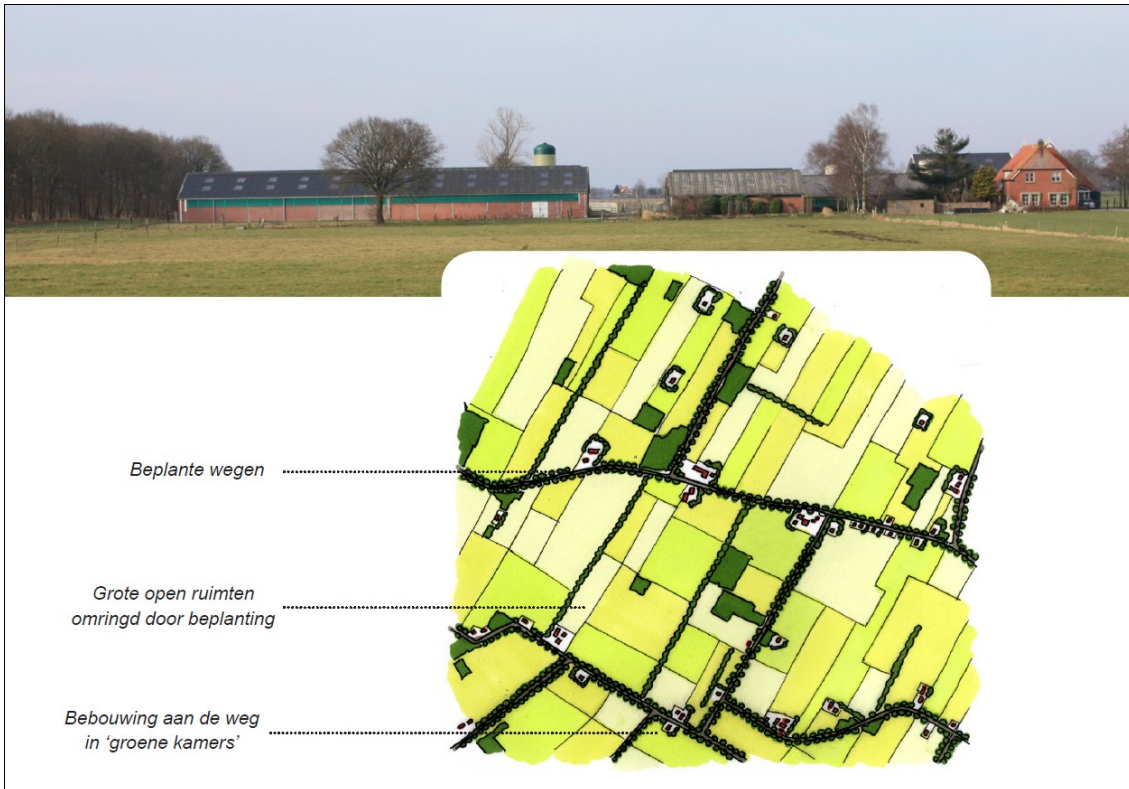 Beplante wegen
Grote open ruimten
omringd door beplanting
Bebouwing aan de weg
in ‘groene kamers’